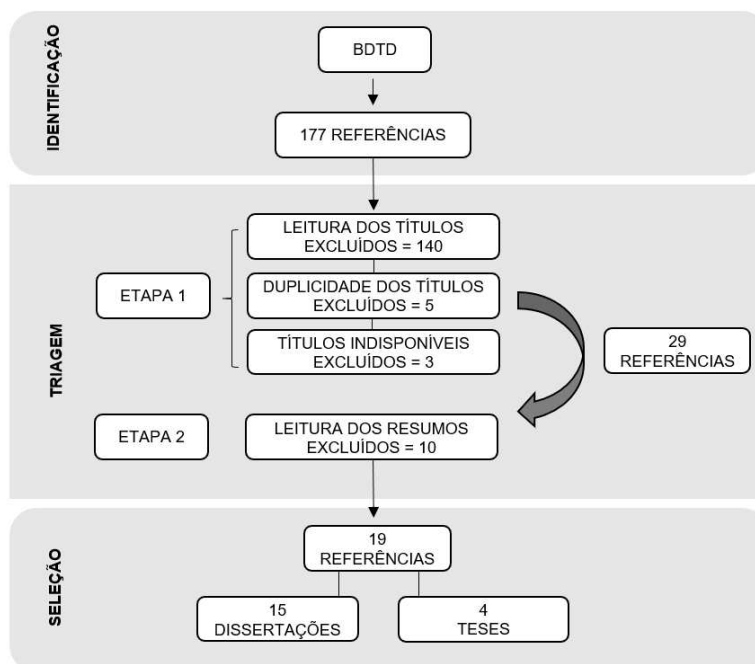 IDENTIFICAÇÃO
BDTD
177 REFERÊNCIAS
TRIAGEM
ETAPA 1
LEITURA DOS TÍTULOS
EXCLUÍDOS = 140
DUPLICIDADE DOS TÍTULOS
EXCLUÍDOS = 5
TÍTULOS INDISPONÍVEIS
EXCLUÍDOS = 3
29
REFERÊNCIAS
ETAPA 2
LEITURA DOS RESUMOS
EXCLUÍDOS = 10
SELEÇÃO
19
REFERÊNCIAS
15
DISSERTAÇÕES
4
TESES